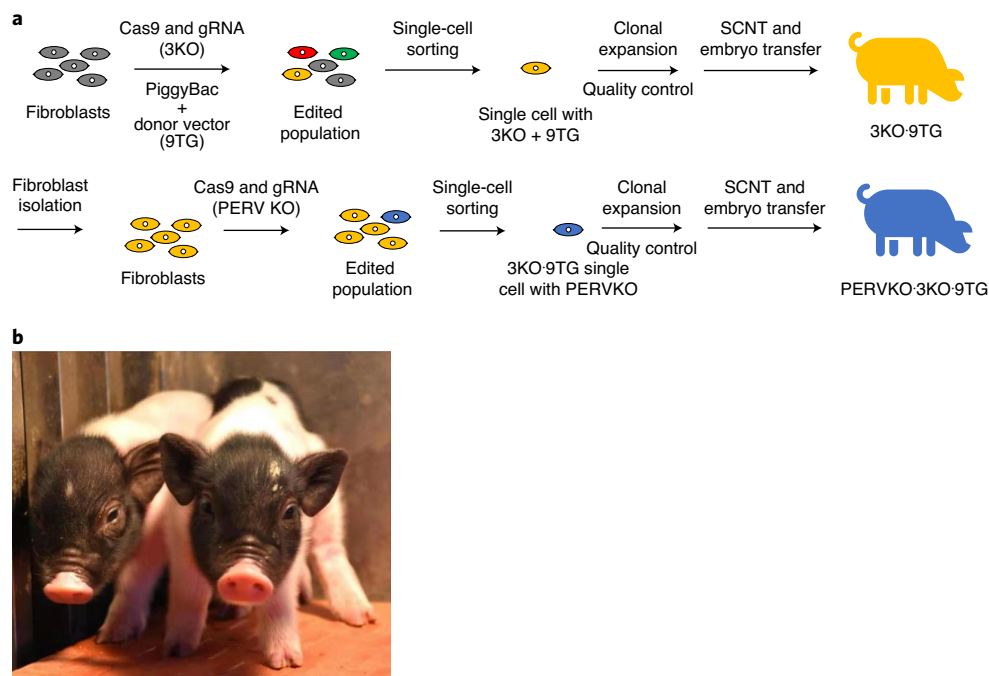 a
Cas9 and gRNA
(3KO)
PiggyBac
+
donor vector
(9TG)
Fibroblasts
Edited
population
Single-cell
sorting
Single cell with
3KO + 9TG
Clonal
expansion
Quality control
SCNT and
embryo transfer
3KO·9TG
Fibroblast
isolation
Fibroblasts
Cas9 and gRNA
(PERV KO)
Edited
population
Single-cell
sorting
3KO·9TG single
cell with PERVKO
Clonal
expansion
Quality control
SCNT and
embryo transfer
PERVKO·3KO·9TG
b